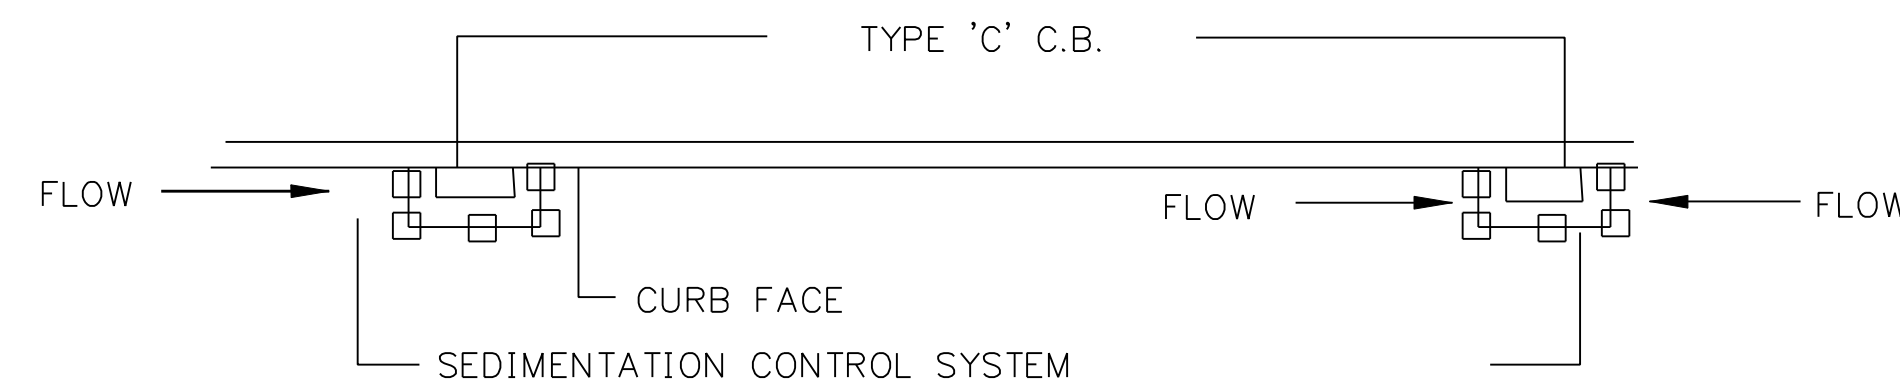 TYPE 'C' C.B.
FLOW
FLOW
FLOW
CURB FACE
SEDIMENTATION CONTROL SYSTEM